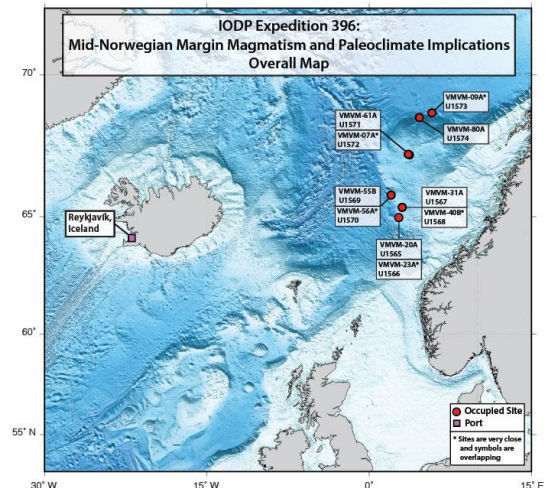 IODP Expedition 396:
Mid-Norwegian Margin Magmatism and Paleoclimate Implications
Overall Map
70°
65°
60°
55° N
30° W
15° W
0°
15° E
VMVM-09A*
U1573
VMVM-61A
U1571
VMVM-07A*
U1572
VMVM-80A
U1574
VMVM-55B
U1569
VMVM-56A*
U1570
VMVM-31A
U1567
VMVM-40B*
U1568
VMVM-20A
U1565
VMVM-23A*
U1566
Reykjavík,
Iceland
Occupied Site
Port
* Sites are very close
and symbols are
overlapping